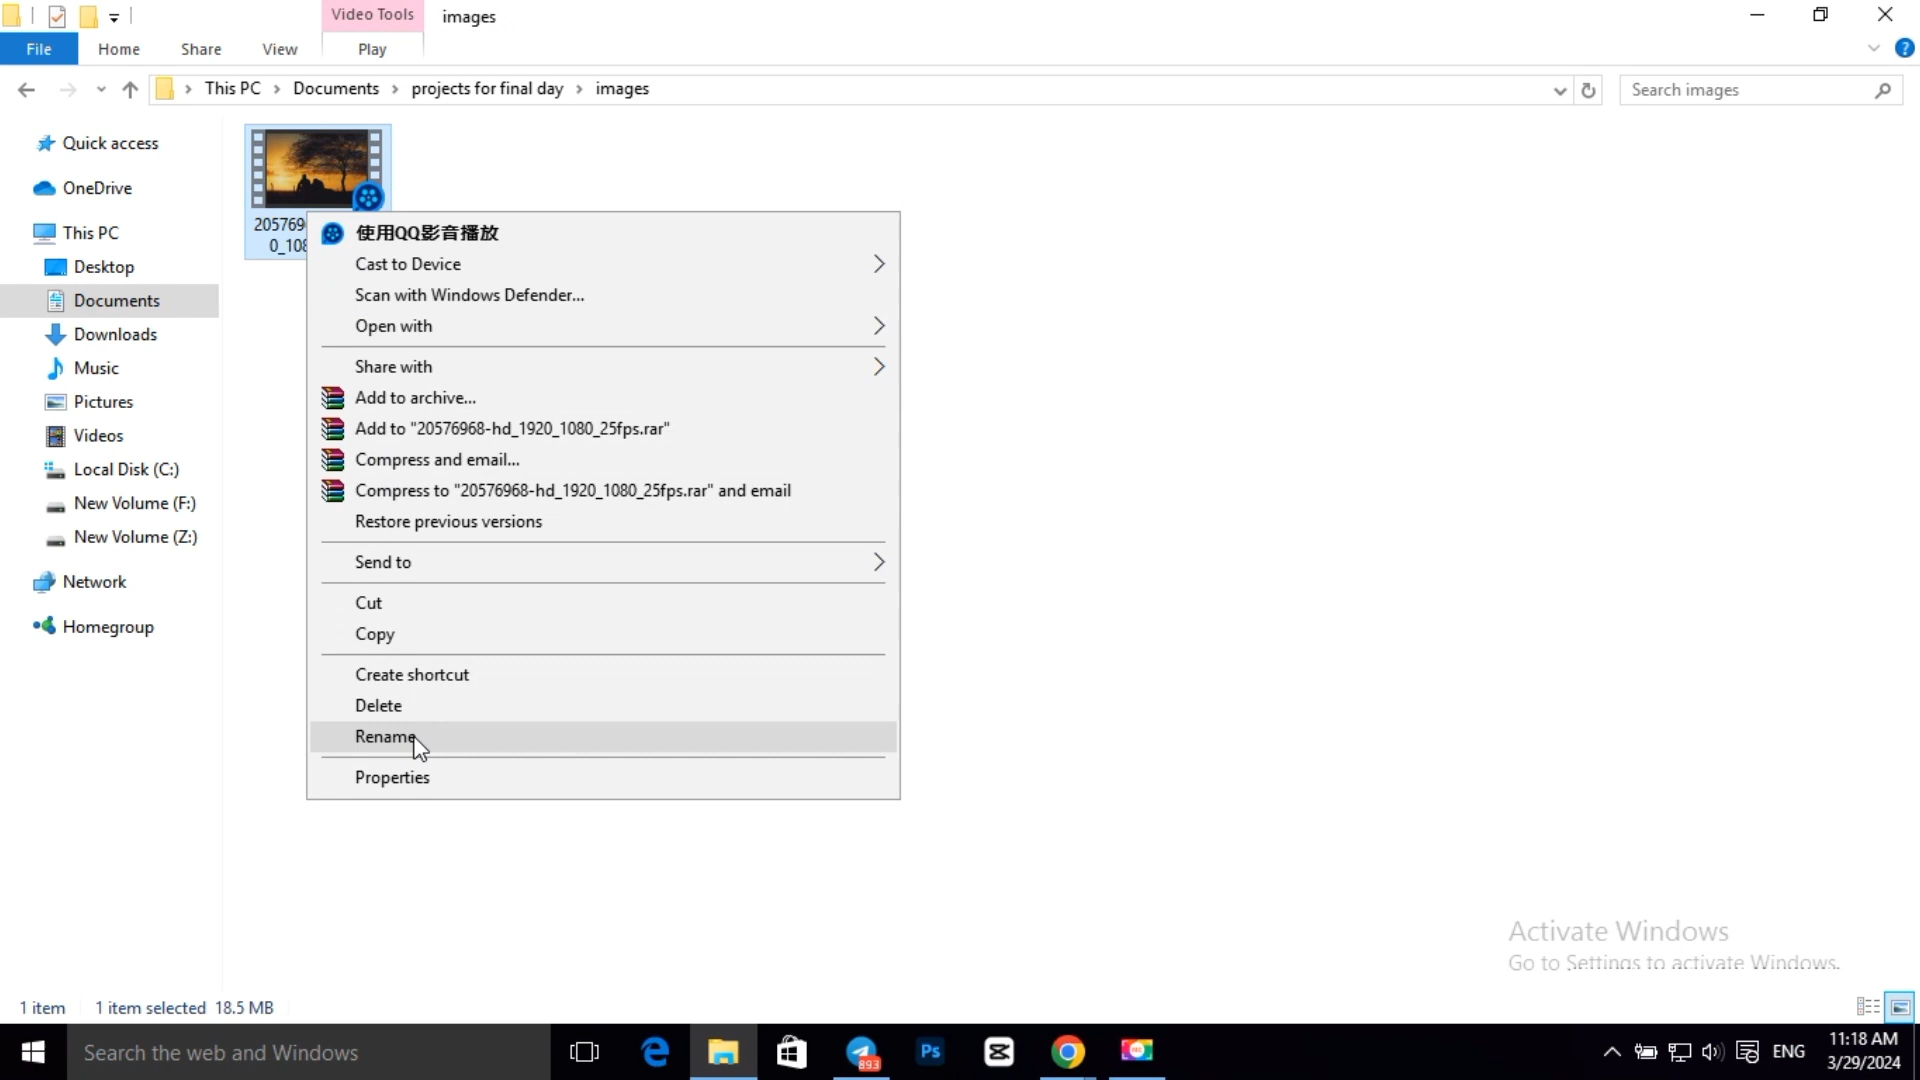 Video Tools
images
File
Home
Share
View
Play
This PC
Documents
projects for final day
images
Search images
Quick access
OneDrive
This PC
Desktop
Documents
Downloads
Music
Pictures
Videos
Local Disk (C:)
New Volume (F:)
New Volume (Z:)
Network
Homegroup
使用QQ影音播放
Cast to Device
Scan with Windows Defender...
Open with
Share with
Add to archive...
Add to "20576968-hd_1920_1080_25fps.rar"
Compress and email...
Compress to "20576968-hd_1920_1080_25fps.rar" and email
Restore previous versions
Send to
Cut
Copy
Create shortcut
Delete
Rename
Properties
Activate Windows
Go to Settings to activate Windows.
1 item
1 item selected 18.5 MB
Search the web and Windows
893
Ps
ENG
11:18 AM
3/29/2024